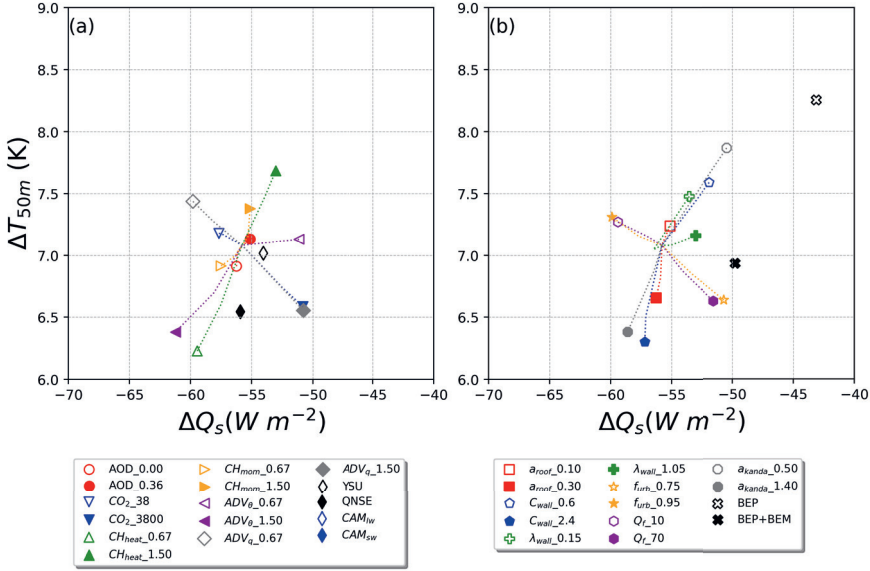 (a)
(b)
9.0
8.5
8.0
7.5
7.0
6.5
6.0
ΔT50m (K)
−70 −65 −60 −55 −50 −45 −40
ΔQs(W m−2)
9.0
8.5
8.0
7.5
7.0
6.5
6.0
−70 −65 −60 −55 −50 −45 −40
ΔQs(W m−2)
AOD_0.00
AOD_0.36
CO2_38
CO2_3800
CHheat_0.67
CHheat_1.50
CHmom_0.67
CHmom_1.50
ADVθ_0.67
ADVθ_1.50
ADVq_0.67
ADVq_1.50
YSU
QNSE
CAMlw
CAMsw
aroof_0.10
aroof_0.30
Cwall_0.6
Cwall_2.4
λwall_0.15
λwall_1.05
furb_0.75
furb_0.95
Qf_10
Qf_70
akanda_0.50
akanda_1.40
BEP
BEP+BEM